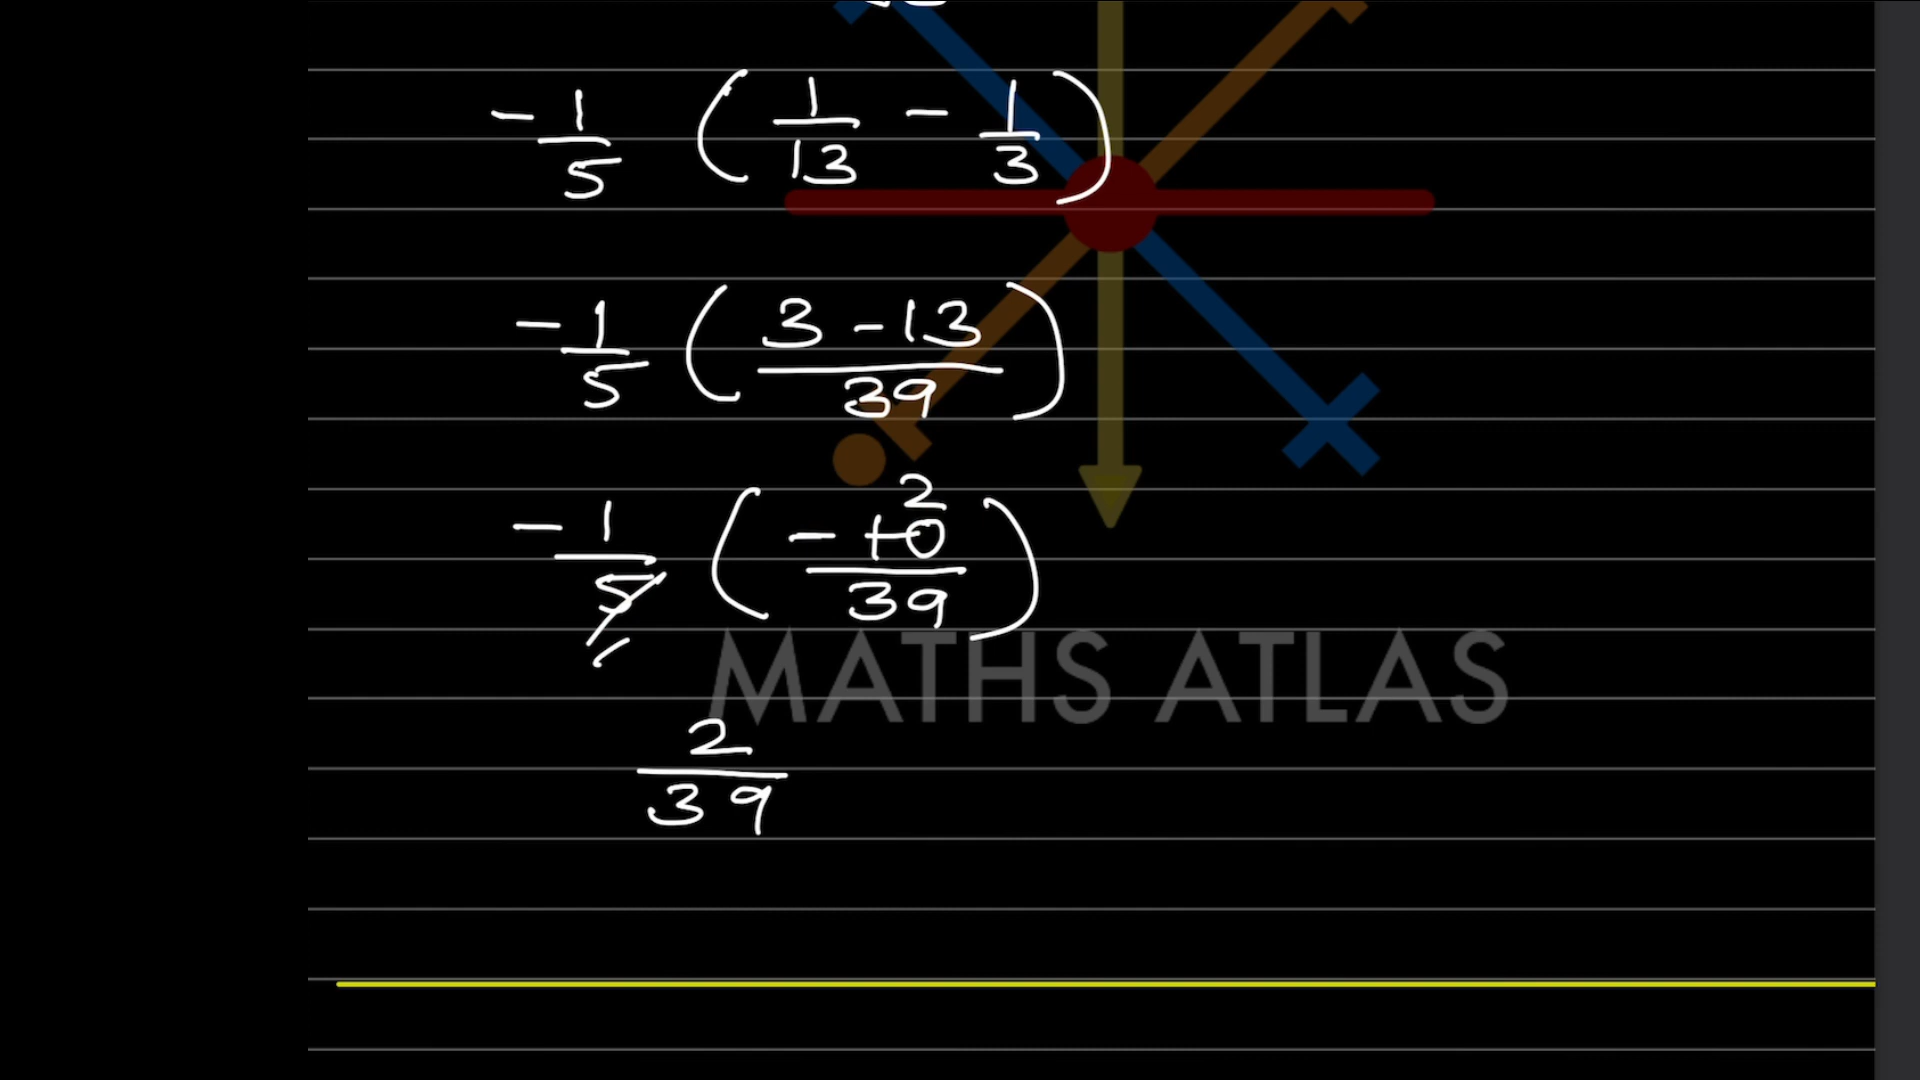 -1/5 (1/13 - 1/3)
-1/5 (3-13/39)
2
-1/5 (-10/39)
MATHS ATLAS
2/39